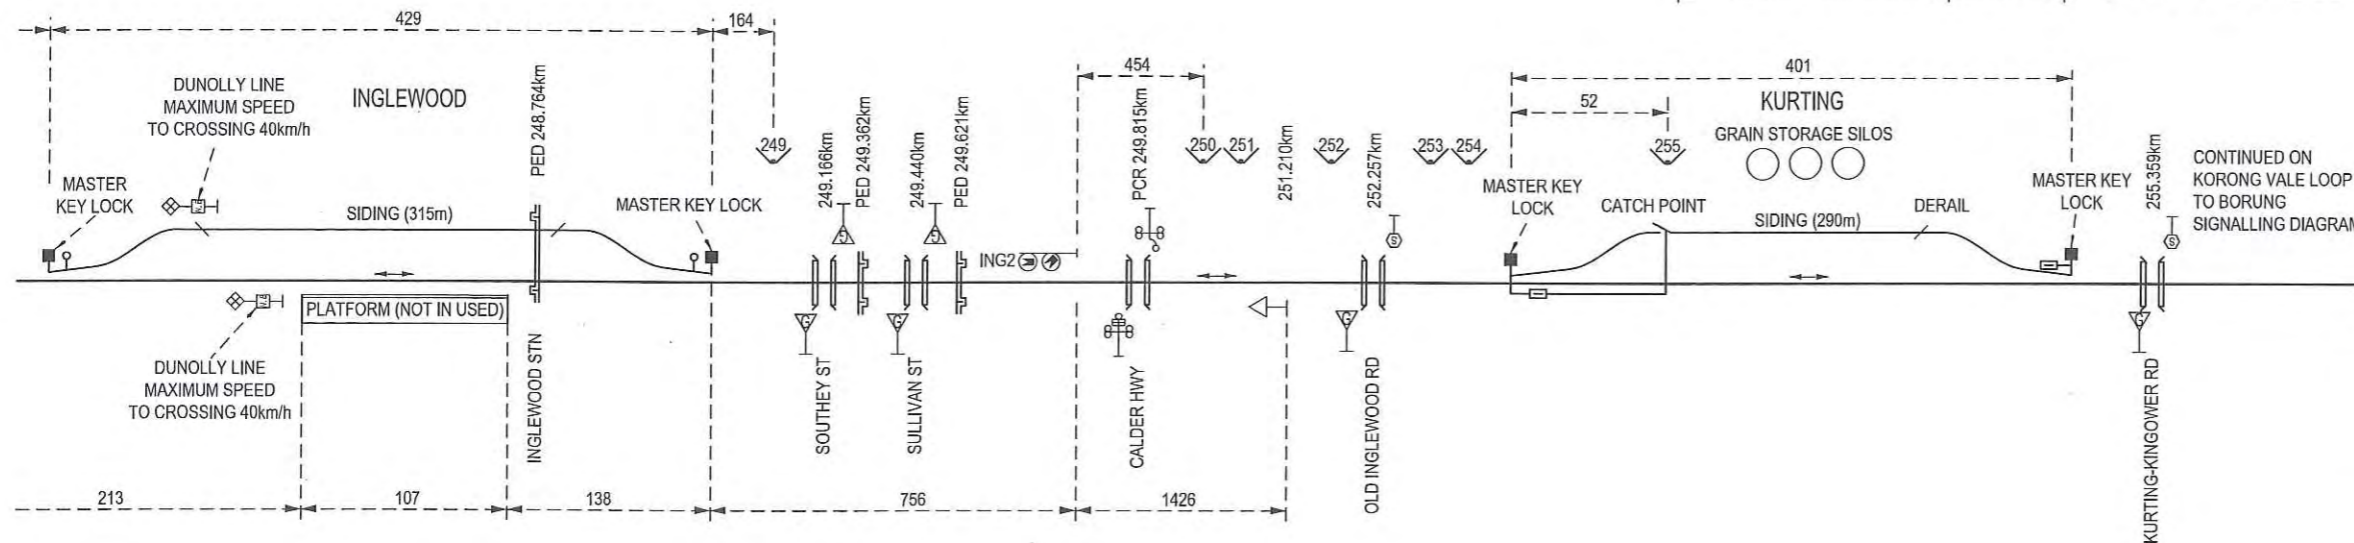 429
164
DUNOLLY LINE
MAXIMUM SPEED
TO CROSSING 40km/h
INGLEWOOD
PED 248.764km
MASTER
KEY LOCK
SIDING (315m)
MASTER KEY LOCK
249
249.166km
PED 249.362km
249.440km
PED 249.621km
454
PCR 249.815km
250
251
251.210km
252
252.257km
253
254
401
52
KURTING
GRAIN STORAGE SILOS
255
MASTER KEY
LOCK
CATCH POINT
SIDING (290m)
DERAIL
MASTER KEY
LOCK
255.359km
CONTINUED ON
KORONG VALE LOOP
TO BORUNG
SIGNALLING DIAGRAM
G
G
ING2
S
S
PLATFORM (NOT IN USED)
G
G
G
G
DUNOLLY LINE
MAXIMUM SPEED
TO CROSSING 40km/h
INGLEWOOD STN
SOUTHEY ST
SULLIVAN ST
CALDER HWY
OLD INGLEWOOD RD
KURTING-KINGOWER RD
213
107
138
756
1426